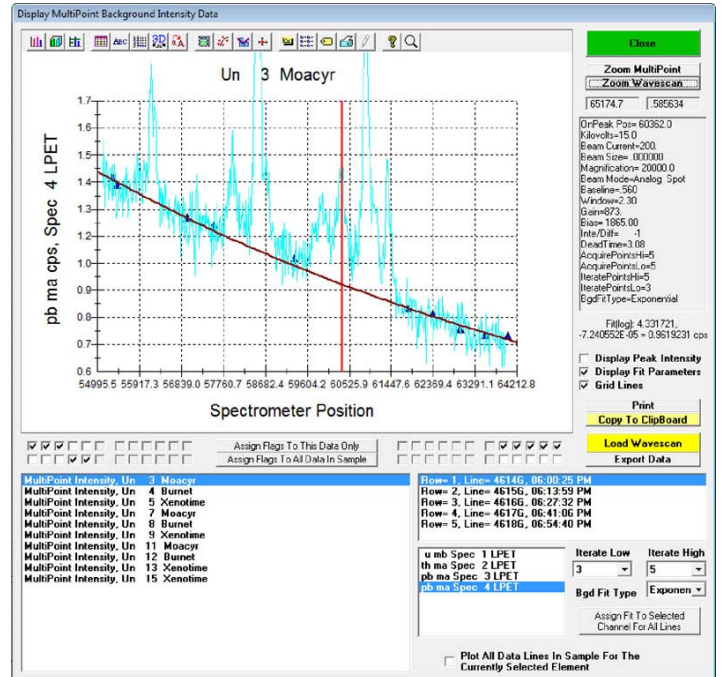 Display MultiPoint Background Intensity Data
ABC
3D
Un 3 Moacyr
pb ma cps, Spec 4 LPET
1.7
1.6
1.5
1.4
1.3
1.2
1.1
1.0
0.9
0.8
0.7
0.6
54995.5 55917.3 56839.0 57760.7 58682.4 59604.2 60525.9 61447.6 62369.4 63291.1 64212.8
Spectrometer Position
Close
Zoom MultiPoint
Zoom Wavescan
65174.7 .585634
OnPeak Pos= 60362.0
Kilovolts=15.0
Beam Current=200.
Beam Size= .000000
Magnification= 20000.0
Beam Mode=Analog Spot
Baseline=.560
Window=2.30
Gain=873.
Bias= 1865.00
Inte/Diff= -1
DeadTime=3.08
AcquirePointsHi=5
AcquirePointsLo=5
IteratePointsHi=5
IteratePointsLo=3
BgdFitType=Exponential
Fit(log): 4.331721,
-7.240552E-05 = 0.9619231 cps
Display Peak Intensity
Display Fit Parameters
Grid Lines
Print
Copy To ClipBoard
Load Wavescan
Export Data
Assign Flags To This Data Only
Assign Flags To All Data In Sample
MultiPoint Intensity, Un 3 Moacyr
MultiPoint Intensity, Un 4 Burnet
MultiPoint Intensity, Un 5 Xenotime
MultiPoint Intensity, Un 7 Moacyr
MultiPoint Intensity, Un 8 Burnet
MultiPoint Intensity, Un 9 Xenotime
MultiPoint Intensity, Un 11 Moacyr
MultiPoint Intensity, Un 12 Burnet
MultiPoint Intensity, Un 13 Xenotime
MultiPoint Intensity, Un 15 Xenotime
Row= 1, Line= 4614G, 06:00:25 PM
Row= 2, Line= 4615G, 06:13:59 PM
Row= 3, Line= 4616G, 06:27:32 PM
Row= 4, Line= 4617G, 06:41:06 PM
Row= 5, Line= 4618G, 06:54:40 PM
u mb Spec 1 LPET
th ma Spec 2 LPET
pb ma Spec 3 LPET
pb ma Spec 4 LPET
Iterate Low Iterate High
3 5
Bgd Fit Type Exponen
Assign Fit To Selected
Channel For All Lines
Plot All Data Lines In Sample For The
Currently Selected Element